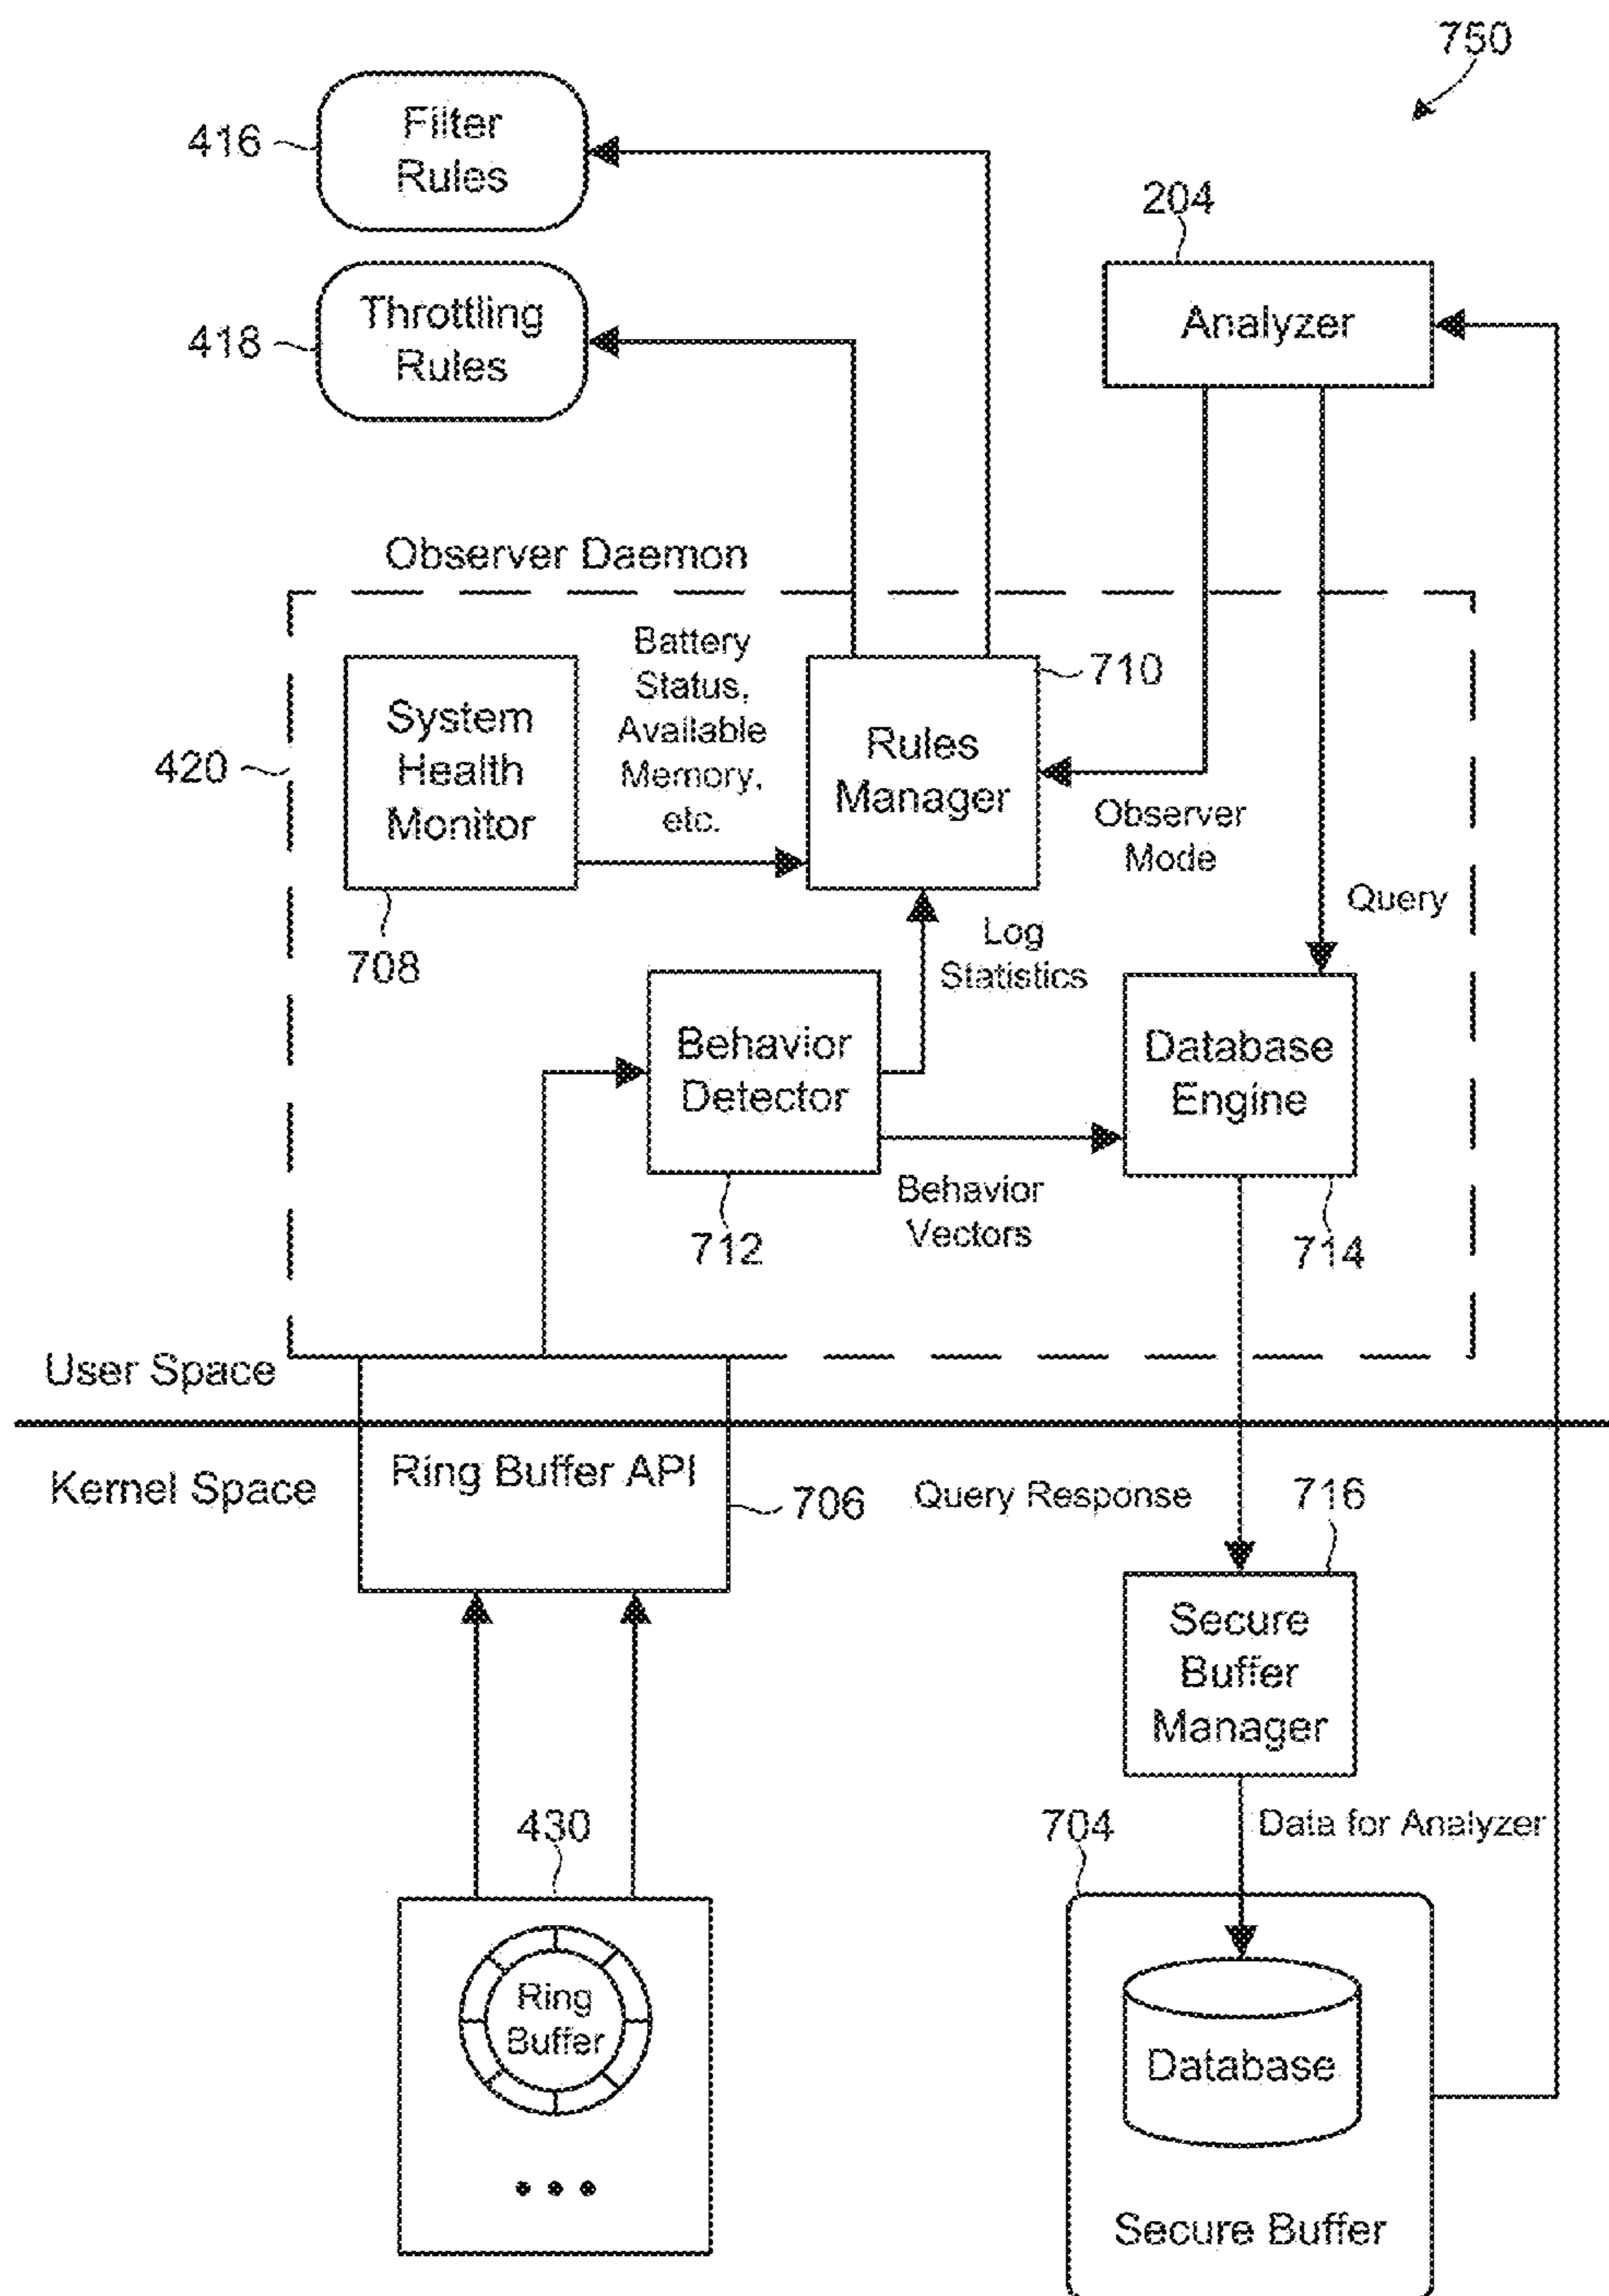 750
416
Filter
Rules
204
418
Throttling
Rules
Analyzer
Observer Daemon
420
System
Health
Monitor
708
Battery
Status,
Available
Memory,
etc.
Rules
Manager
710
Observer
Mode
Query
Log
Statistics
Behavior
Detector
712
Behavior
Vectors
Database
Engine
714
User Space
Kernel Space
Ring Buffer API
706
Query Response
716
Secure
Buffer
Manager
430
704
Data for Analyzer
Ring
Buffer
Database
Secure Buffer